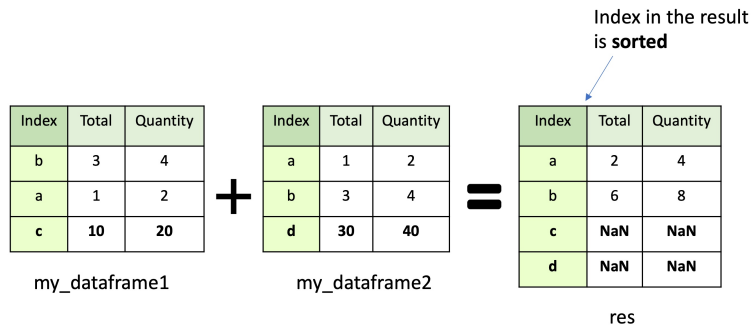 Index in the result
is sorted
Index Total Quantity
b 3 4
a 1 2
c 10 20
my_dataframe1
+
Index Total Quantity
a 1 2
b 3 4
d 30 40
my_dataframe2
=
Index Total Quantity
a 2 4
b 6 8
c NaN NaN
d NaN NaN
res